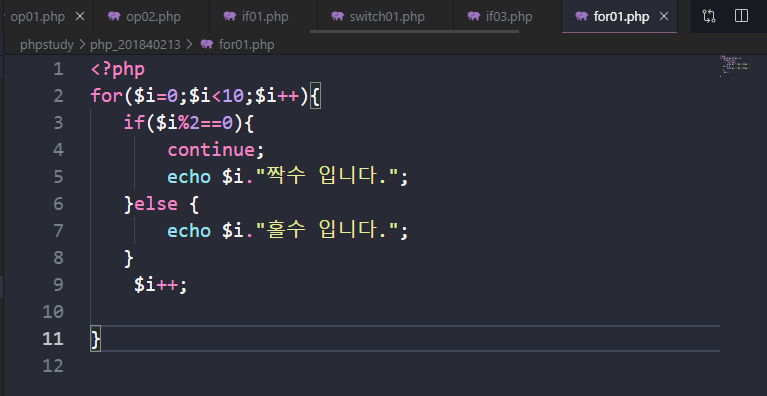 op01.php op02.php if01.php switch01.php if03.php for01.php
phpstudy > php_201840213 > for01.php
1 <?php
2 for($i=0;$i<10;$i++){
3 if($i%2==0){
4 continue;
5 echo $i."짝수 입니다.";
6 }else {
7 echo $i."홀수 입니다.";
8 }
9 $i++;
10
11 }
12